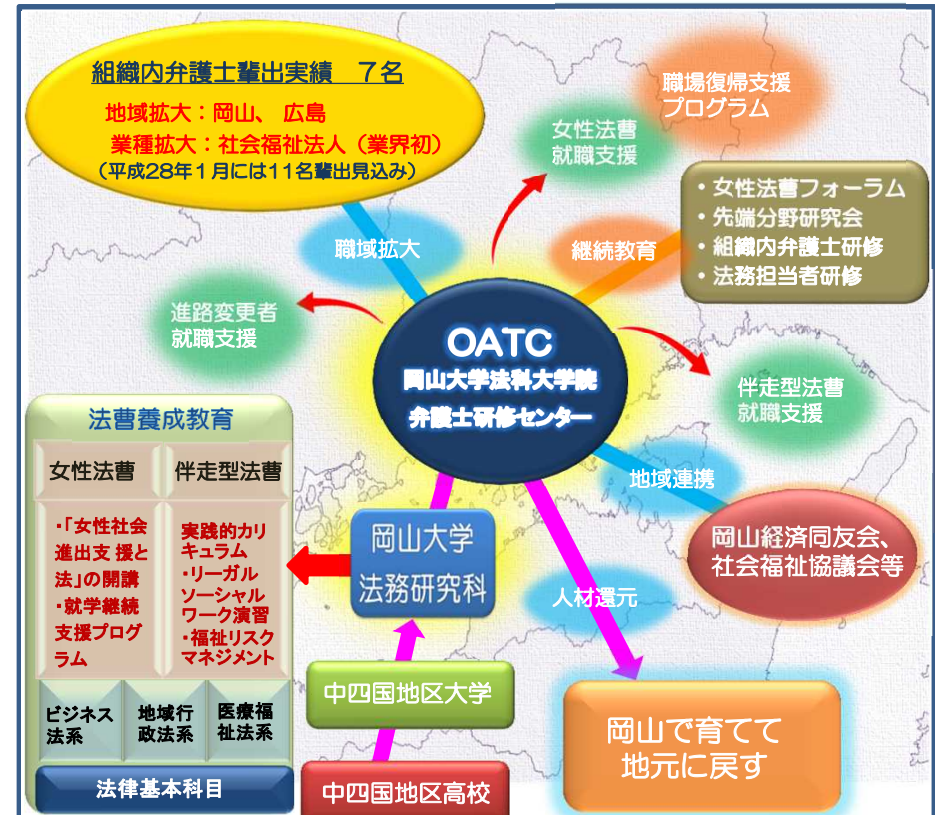 組織内弁護士輩出実績　７名
地域拡大：岡山、 広島
業種拡大：社会福祉法人（業界初）
（平成28年１月には11名輩出見込み）
職場復帰支援
プログラム
女性法曹
就職支援
・女性法曹フォーラム
・先端分野研究会
・組織内弁護士研修
・法務担当者研修
職域拡大
継続教育
進路変更者
就職支援
OATC
岡山大学法科大学院
弁護士研修センター
伴走型法曹
就職支援
地域連携
岡山経済同友会、
社会福祉協議会等
法曹養成教育
女性法曹
伴走型法曹
・「女性社会
進出支 援と
法」の開講
・就学継続
支援プログ
ラム
実践的カリ
キュラム
・リーガル
ソーシャル
ワーク演習
・福祉リスク
マネジメント
ビジネス
法系
地域行
政法系
医療福
祉法系
法律基本科目
岡山大学
法務研究科
人材還元
中四国地区大学
中四国地区高校
岡山で育てて
地元に戻す